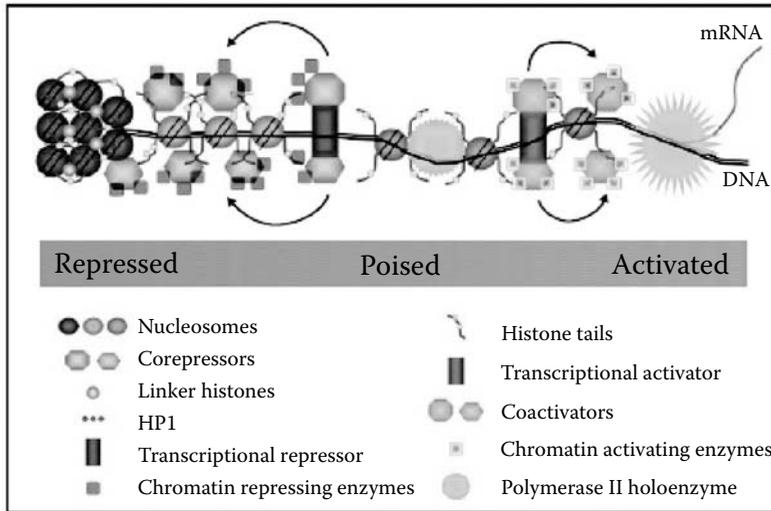 mRNA
DNA
Repressed Poised Activated
Nucleosomes
Corepressors
Linker histones
HP1
Transcriptional repressor
Chromatin repressing enzymes
Histone tails
Transcriptional activator
Coactivators
Chromatin activating enzymes
Polymerase II holoenzyme